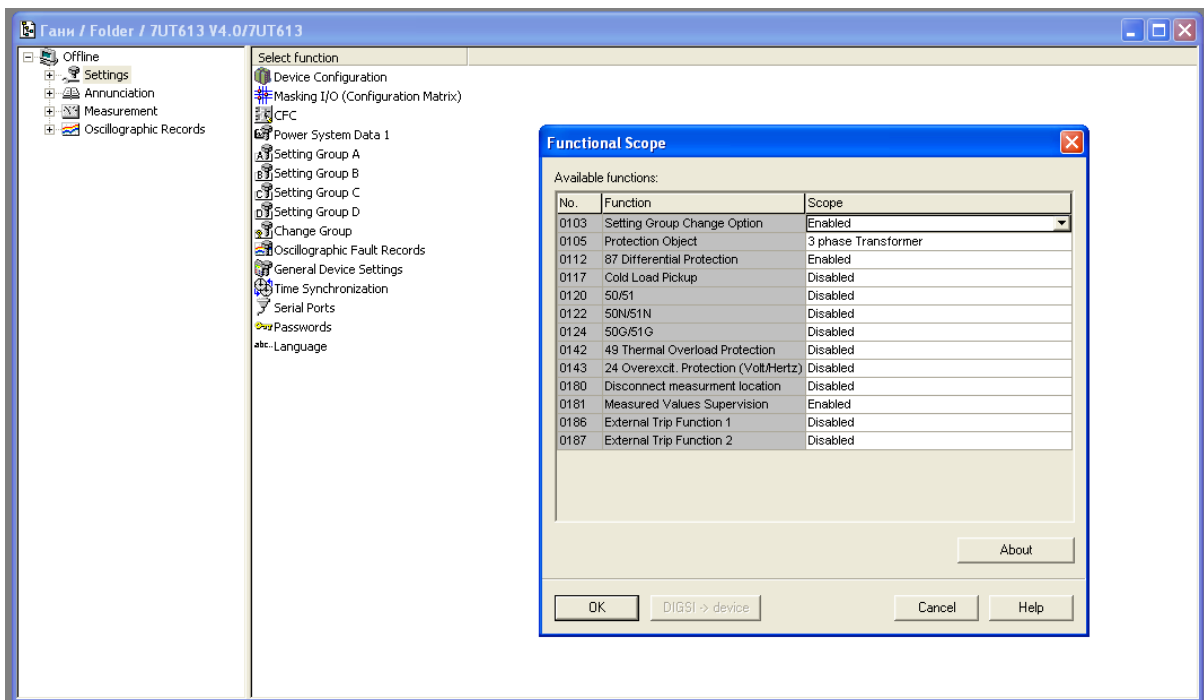 Гани / Folder / 7UT613 V4.0/7UT613
Offline
Settings
Annunciation
Measurement
Oscillographic Records
Select function
Device Configuration
Masking I/O (Configuration Matrix)
CFC
Power System Data 1
Setting Group A
Setting Group B
Setting Group C
Setting Group D
Change Group
Oscillographic Fault Records
General Device Settings
Time Synchronization
Serial Ports
Passwords
Language
Functional Scope
Available functions:
No. Function Scope
0103 Setting Group Change Option Enabled
0105 Protection Object 3 phase Transformer
0112 87 Differential Protection Enabled
0117 Cold Load Pickup Disabled
0120 50/51 Disabled
0122 50N/51N Disabled
0124 50G/51G Disabled
0142 49 Thermal Overload Protection Disabled
0143 24 Overexcit. Protection (Volt/Hertz) Disabled
0180 Disconnect measurment location Disabled
0181 Measured Values Supervision Enabled
0186 External Trip Function 1 Disabled
0187 External Trip Function 2 Disabled
About
OK DIGSI -> device Cancel Help